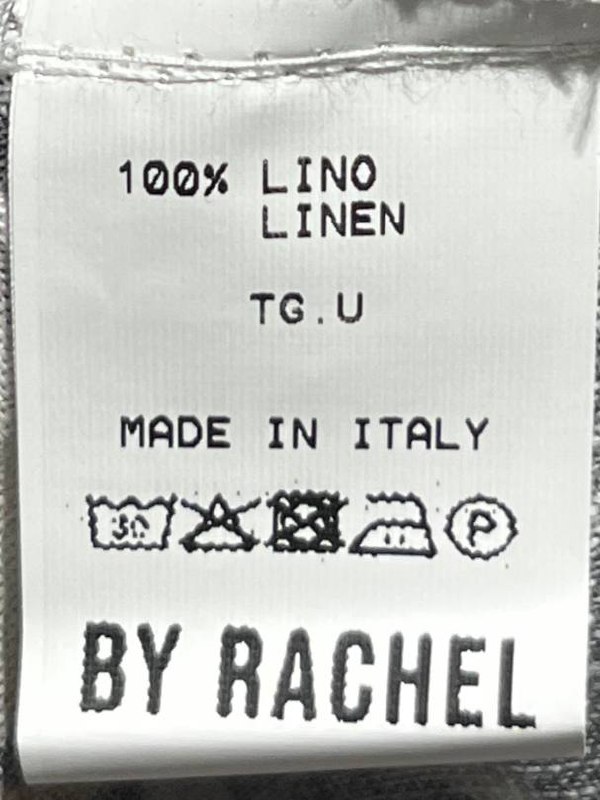 100% LINO
LINEN
TG.U
MADE IN ITALY
30 P
BY RACHEL